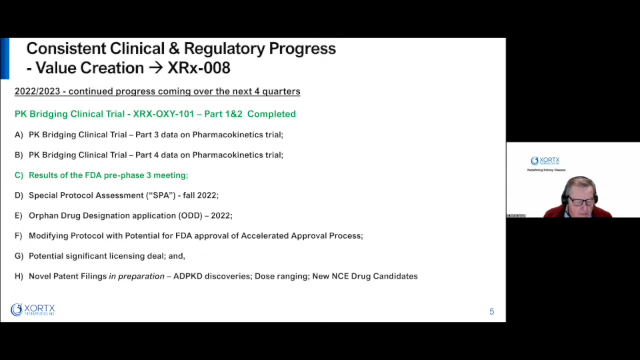 Consistent Clinical & Regulatory Progress
- Value Creation → XRx-008
2022/2023 - continued progress coming over the next 4 quarters
PK Bridging Clinical Trial - XRX-OXY-101 – Part 1&2 Completed
A) PK Bridging Clinical Trial – Part 3 data on Pharmacokinetics trial;
B) PK Bridging Clinical Trial – Part 4 data on Pharmacokinetics trial;
C) Results of the FDA pre-phase 3 meeting;
D) Special Protocol Assessment ("SPA") - fall 2022;
E) Orphan Drug Designation application (ODD) – 2022;
F) Modifying Protocol with Potential for FDA approval of Accelerated Approval Process;
G) Potential significant licensing deal; and,
H) Novel Patent Filings in preparation – ADPKD discoveries; Dose ranging; New NCE Drug Candidates
XORTX
THERAPEUTICS INC
5
XORTX
Redefining Kidney Disease